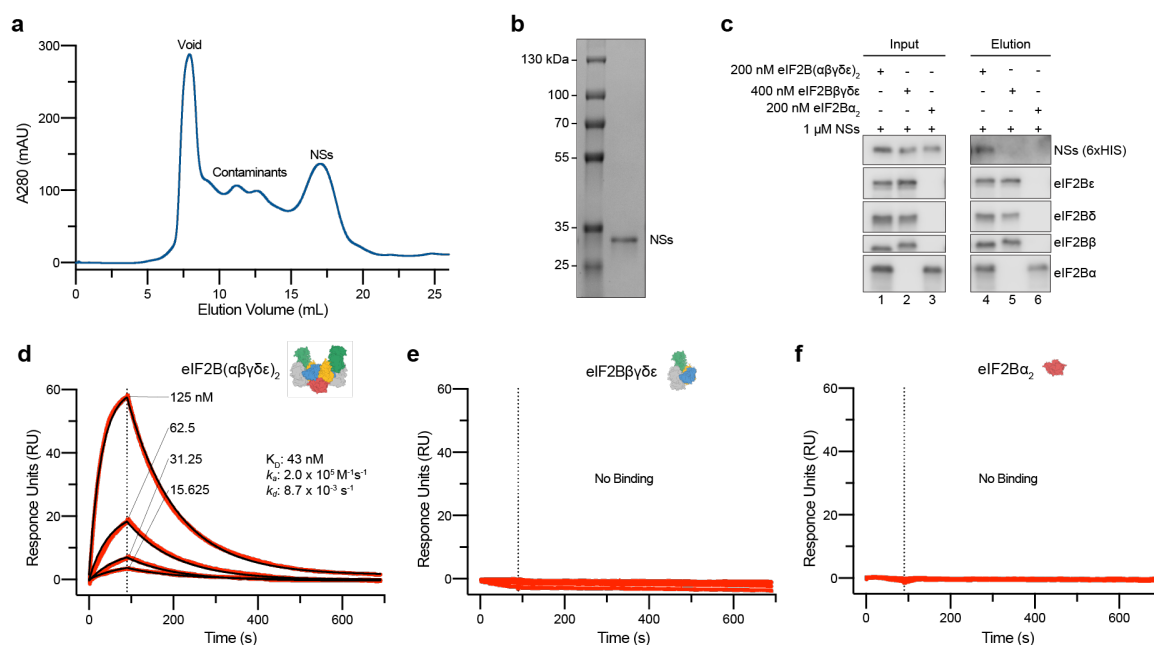 a
Void
Contaminants
NSs
A280 (mAU)
300
200
100
0
0 5 10 15 20 25
Elution Volume (mL)
b
130 kDa
100
70
55
35
25
NSs
c
Input Elution
200 nM eIF2B(αβγδε)₂ + - - + - -
400 nM eIF2Bβγδε - + - - + -
200 nM eIF2Bα₂ - - + - - +
1 μM NSs + + + + + +
NSs (6xHIS)
eIF2Bε
eIF2Bδ
eIF2Bβ
eIF2Bα
1 2 3 4 5 6
d
eIF2B(αβγδε)₂
Responce Units (RU)
60
40
20
0
125 nM
62.5
31.25
15.625
K_D: 43 nM
kₐ: 2.0 x 10⁵ M⁻¹s⁻¹
k_d: 8.7 x 10⁻³ s⁻¹
0 200 400 600
Time (s)
e
eIF2Bβγδε
Responce Units (RU)
60
40
20
0
No Binding
0 200 400 600
Time (s)
f
eIF2Bα₂
Responce Units (RU)
60
40
20
0
No Binding
0 200 400 600
Time (s)